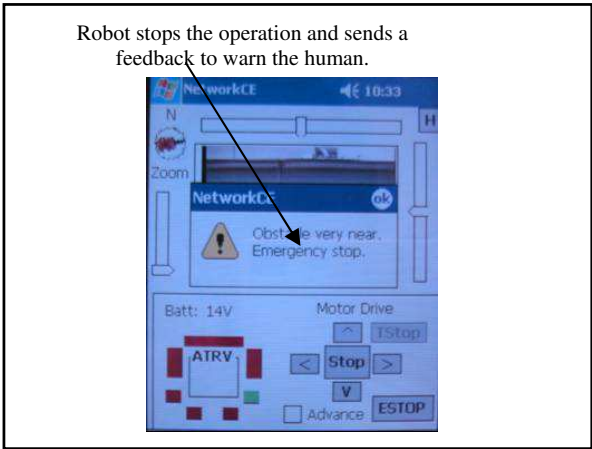 Robot stops the operation and sends a
feedback to warn the human.
NetworkCE 10:33
N
H
Zoom
NetworkCE ok
Obstacle very near.
Emergency stop.
Batt: 14V Motor Drive
^ TStop
ATRV
< Stop >
V
Advance ESTOP